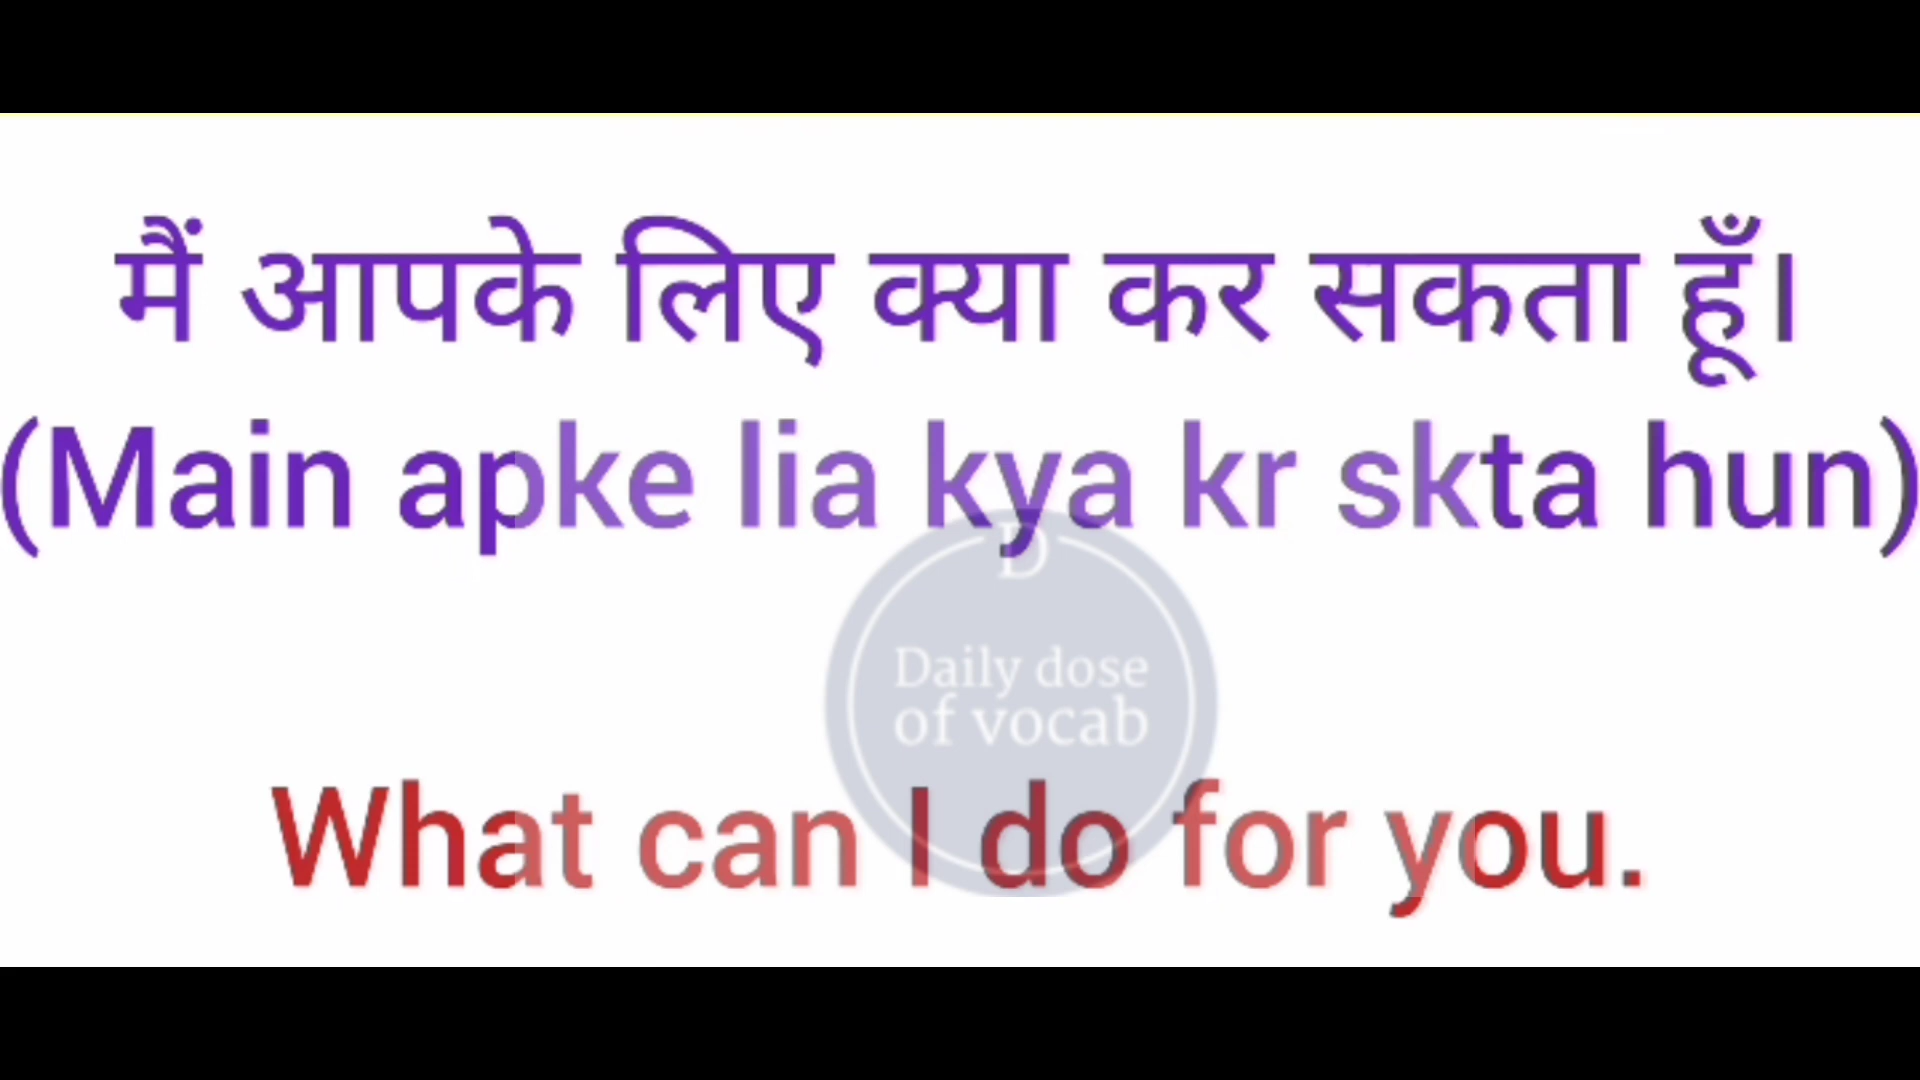 मैं आपके लिए क्या कर सकता हूँ।
(Main apke lia kya kr skta hun)
D
Daily dose
of vocab
What can I do for you.